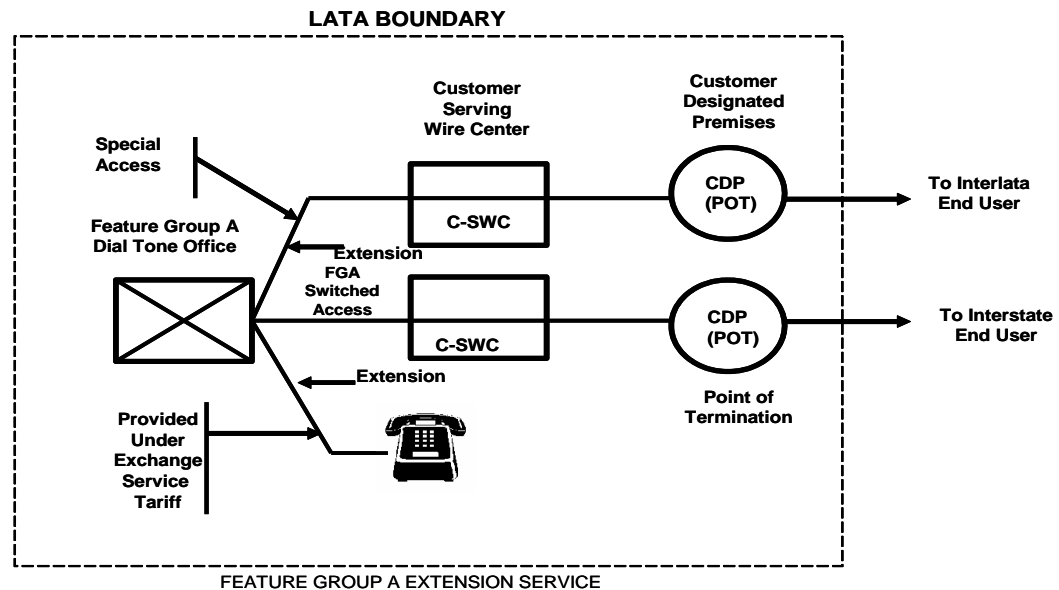 LATA BOUNDARY
Customer
Serving
Wire Center
Customer
Designated
Premises
Special
Access
CDP
(POT)
To Interlata
End User
C-SWC
Feature Group A
Dial Tone Office
Extension
FGA
Switched
Access
CDP
(POT)
To Interstate
End User
C-SWC
Extension
Point of
Termination
Provided
Under
Exchange
Service
Tariff
FEATURE GROUP A EXTENSION SERVICE